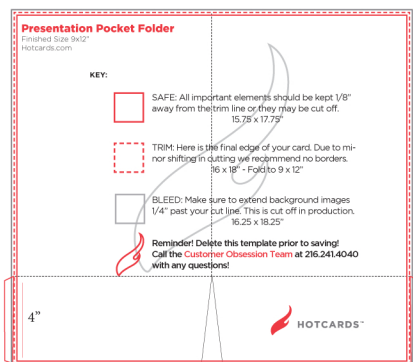 Presentation Pocket Folder
Finished Size 9x12"
Hotcards.com
KEY:
SAFE: All important elements should be kept 1/8"
away from the trim line or they may be cut off.
15.75 x 17.75"
TRIM: Here is the final edge of your card. Due to mi-
nor shifting in cutting we recommend no borders.
16 x 18" - Fold to 9 x 12"
BLEED: Make sure to extend background images
1/4" past your cut line. This is cut off in production.
16.25 x 18.25"
Reminder! Delete this template prior to saving!
Call the Customer Obsession Team at 216.241.4040
with any questions!
4”
HOTCARDS™